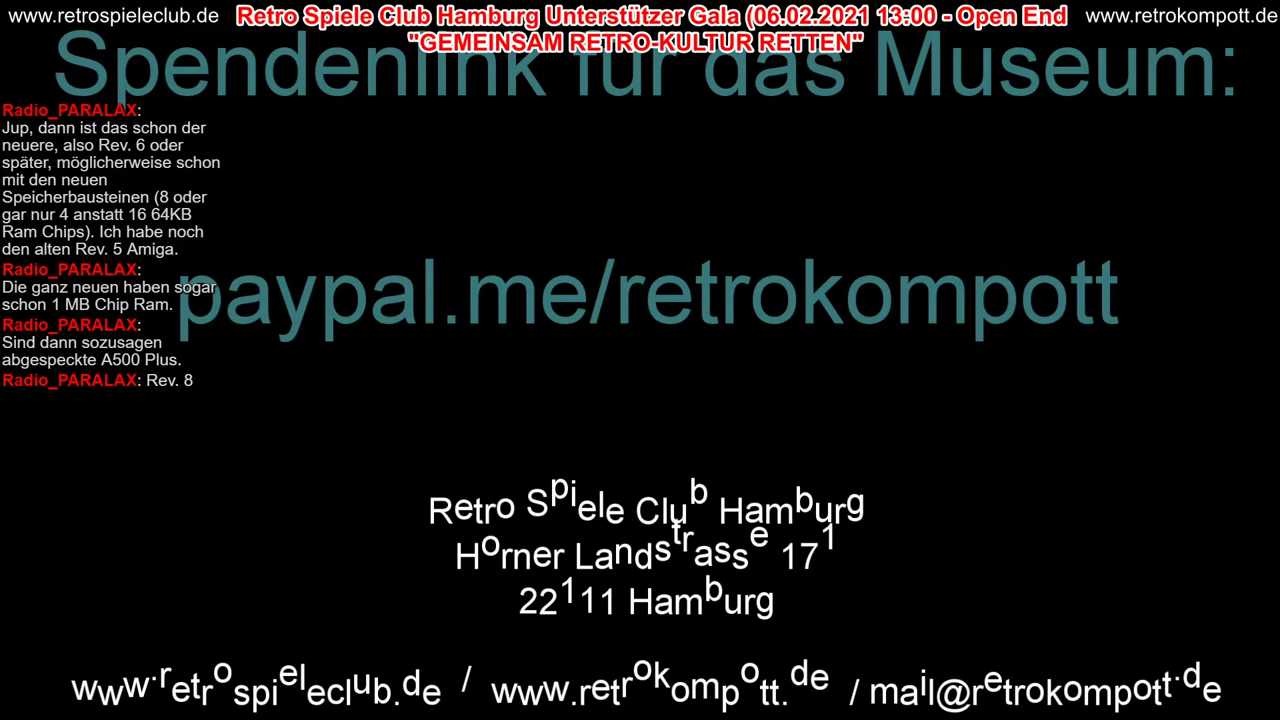 www.retrospieleclub.de
Retro Spiele Club Hamburg Unterstützer Gala (06.02.2021 13:00 - Open End
www.retrokompott.de
"GEMEINSAM RETRO-KULTUR RETTEN"
Spendenlink für das Museum:
Radio_PARALAX:
Jup, dann ist das schon der
neuere, also Rev. 6 oder
später, möglicherweise schon
mit den neuen
Speicherbausteinen (8 oder
gar nur 4 anstatt 16 64KB
Ram Chips). Ich habe noch
den alten Rev. 5 Amiga.
Radio_PARALAX:
Die ganz neuen haben sogar
schon 1 MB Chip Ram.
Radio_PARALAX:
Sind dann sozusagen
abgespeckte A500 Plus.
Radio_PARALAX: Rev. 8
paypal.me/retrokompott
Retro Spiele Club Hamburg
Horner Landstrasse 171
22111 Hamburg
www.retrospieleclub.de / www.retrokompott.de / mail@retrokompott.de